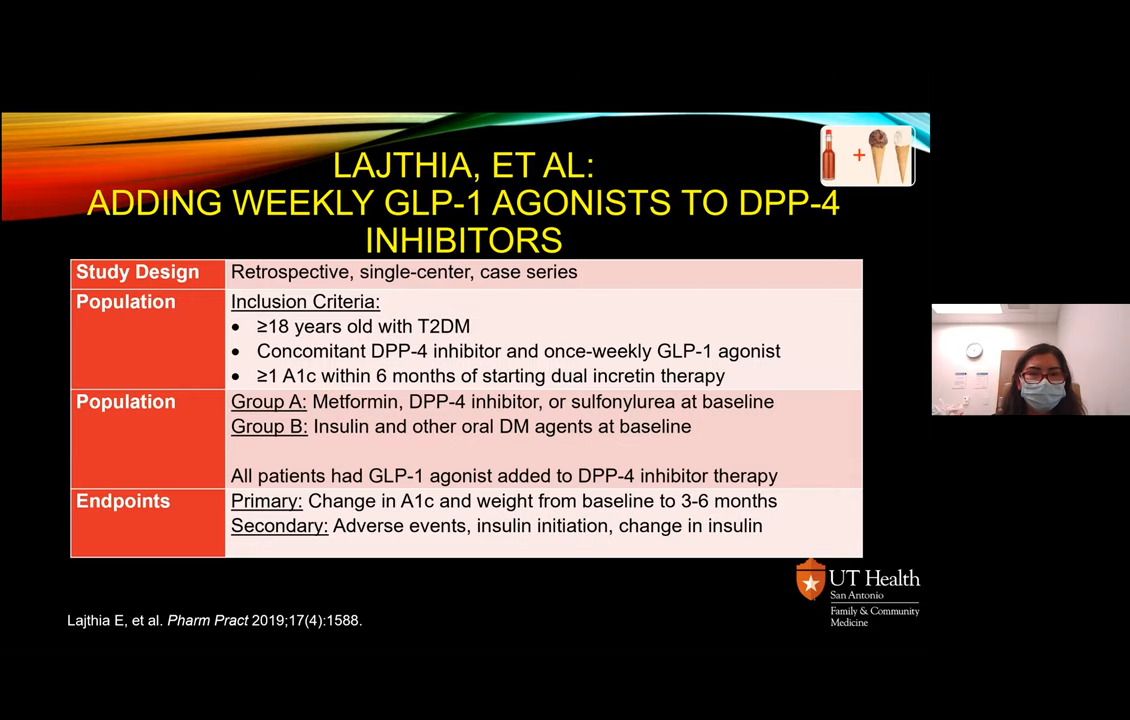 LAJTHIA, ET AL:
ADDING WEEKLY GLP-1 AGONISTS TO DPP-4
INHIBITORS
+
Study Design
Retrospective, single-center, case series
Population
Inclusion Criteria:
• ≥18 years old with T2DM
• Concomitant DPP-4 inhibitor and once-weekly GLP-1 agonist
• ≥1 A1c within 6 months of starting dual incretin therapy
Population
Group A: Metformin, DPP-4 inhibitor, or sulfonylurea at baseline
Group B: Insulin and other oral DM agents at baseline
All patients had GLP-1 agonist added to DPP-4 inhibitor therapy
Endpoints
Primary: Change in A1c and weight from baseline to 3-6 months
Secondary: Adverse events, insulin initiation, change in insulin
UT Health
San Antonio
Family & Community
Medicine
Lajthia E, et al. Pharm Pract 2019;17(4):1588.